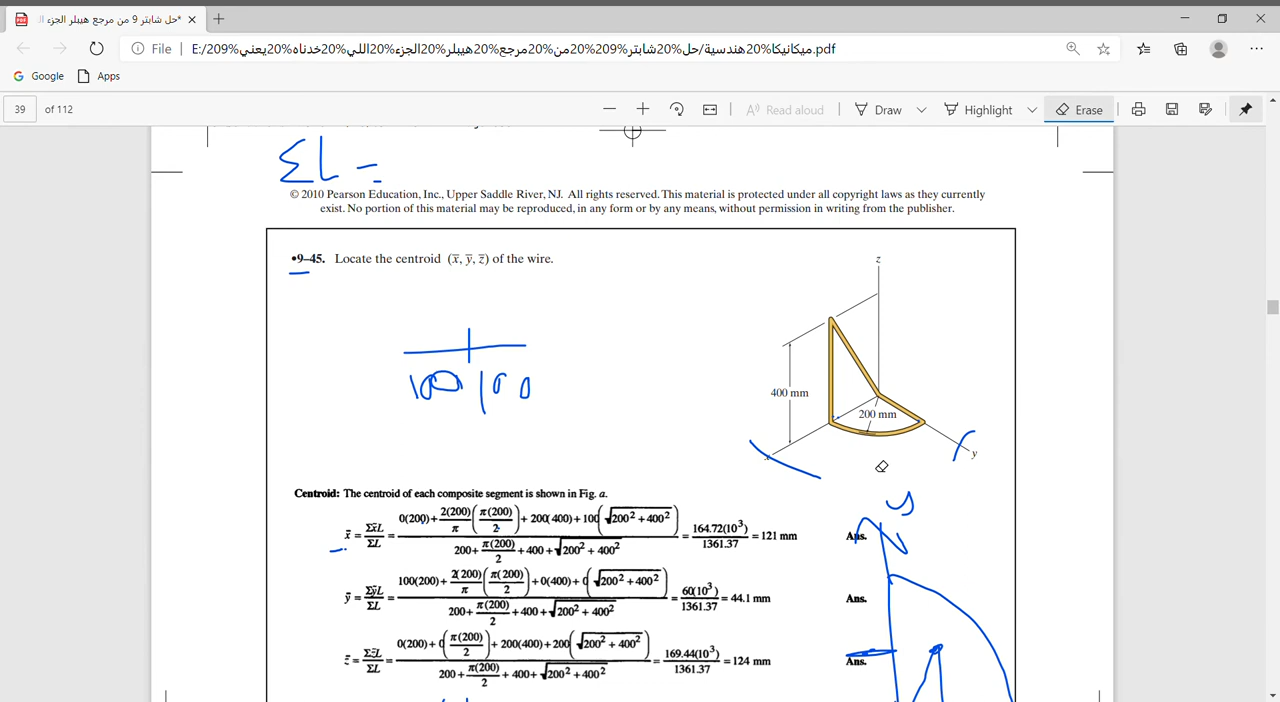 *حل شابتر 9 من مرجع هيبلر الجزء ال
File | E:/ميكانيكا%20هندسية/حل%20شابتر%209%20من%20مرجع%20هيبلر%20الجزء%20اللي%20خدناه%20يعني%209.pdf
Google Apps
39 of 112 Read aloud Draw Highlight Erase
ΣL =
© 2010 Pearson Education, Inc., Upper Saddle River, NJ. All rights reserved. This material is protected under all copyright laws as they currently
exist. No portion of this material may be reproduced, in any form or by any means, without permission in writing from the publisher.
•9–45. Locate the centroid (x̄, ȳ, z̄) of the wire.
z
400 mm
200 mm
x
y
100 | 100
y
Centroid: The centroid of each composite segment is shown in Fig. a.
x̄ = Σx̃L/ΣL = (0(200) + 2(200)/π (π(200)/2) + 200(400) + 100(√200² + 400²)) / (200 + π(200)/2 + 400 + √200² + 400²) = 164.72(10³)/1361.37 = 121 mm Ans.
ȳ = ΣỹL/ΣL = (100(200) + 2(200)/π (π(200)/2) + 0(400) + 0(√200² + 400²)) / (200 + π(200)/2 + 400 + √200² + 400²) = 60(10³)/1361.37 = 44.1 mm Ans.
z̄ = Σz̃L/ΣL = (0(200) + 0(π(200)/2) + 200(400) + 200(√200² + 400²)) / (200 + π(200)/2 + 400 + √200² + 400²) = 169.44(10³)/1361.37 = 124 mm Ans.